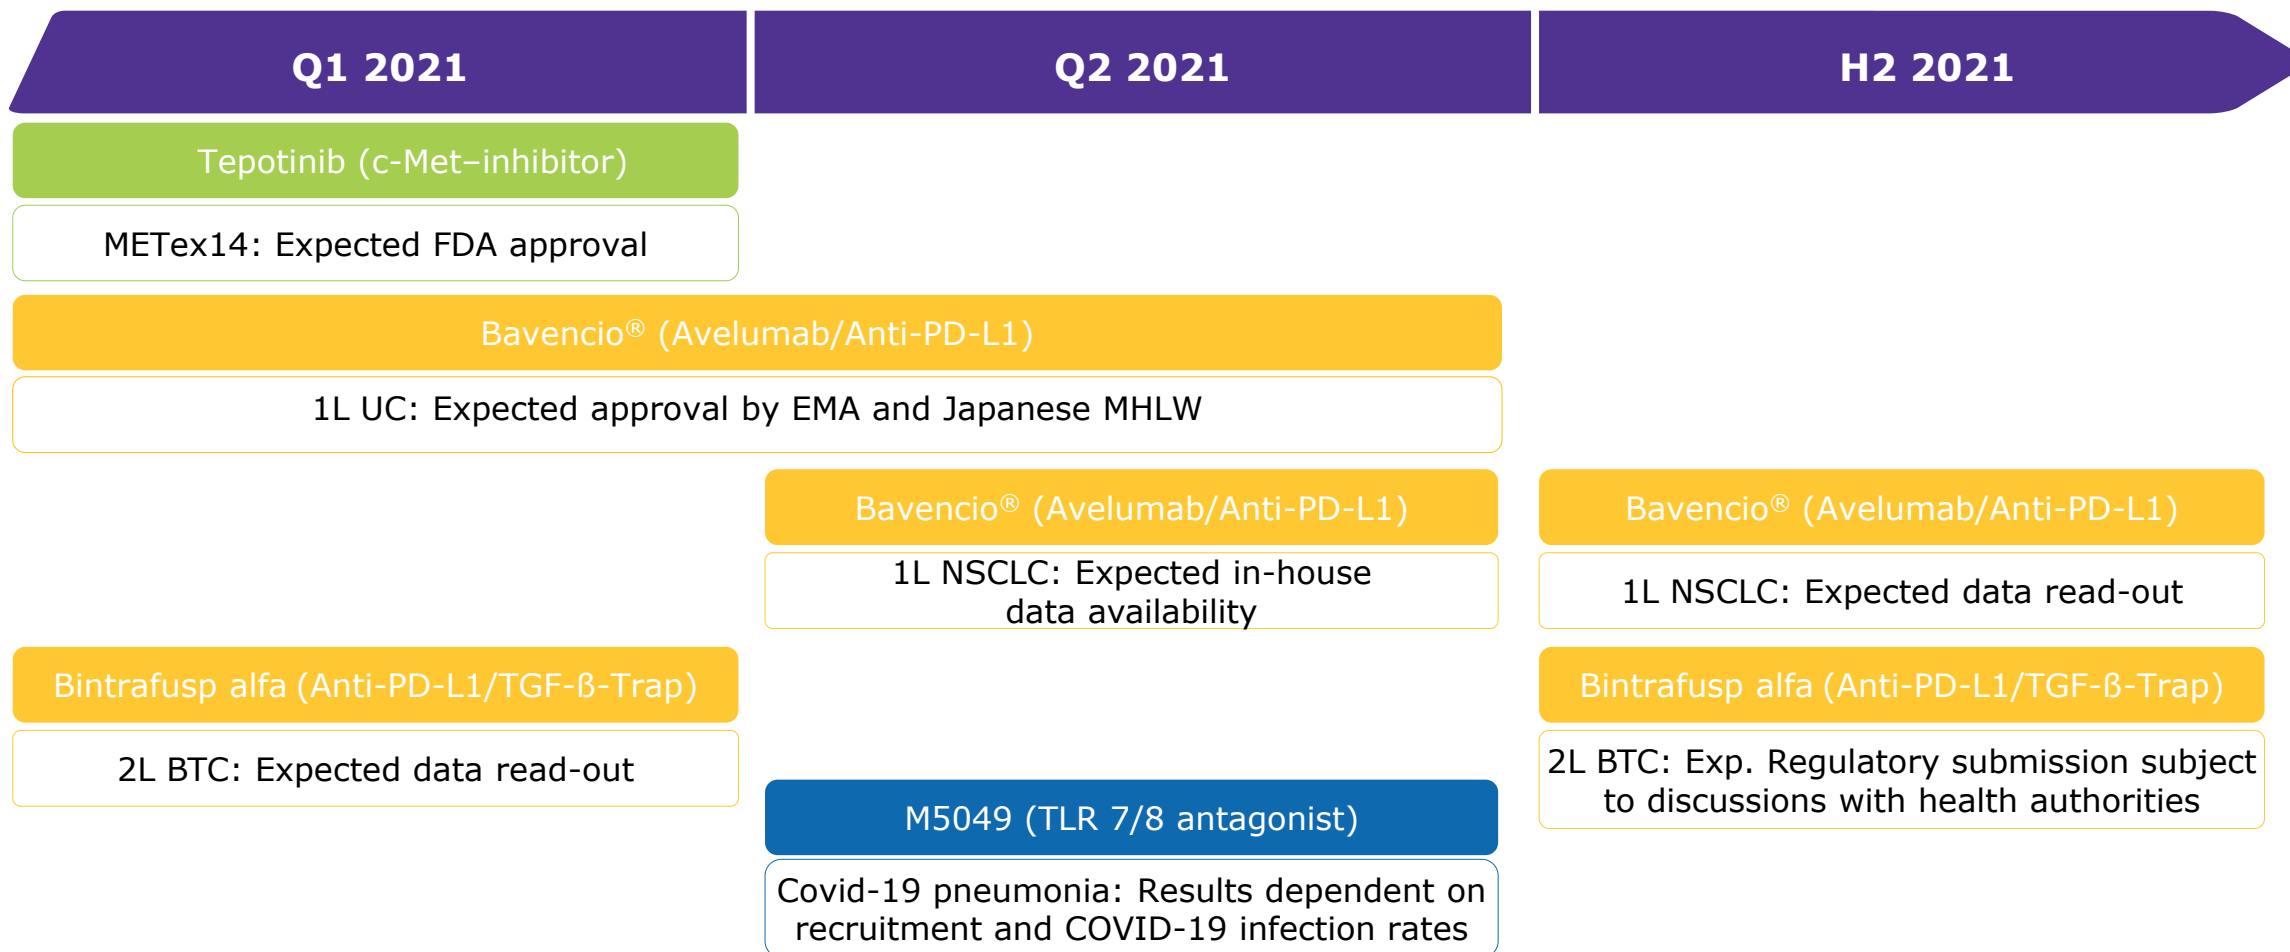 Q1 2021
Q2 2021
H2 2021
Tepotinib (c-Met–inhibitor)
METex14: Expected FDA approval
Bavencio® (Avelumab/Anti-PD-L1)
1L UC: Expected approval by EMA and Japanese MHLW
Bavencio® (Avelumab/Anti-PD-L1)
1L NSCLC: Expected in-house
data availability
Bavencio® (Avelumab/Anti-PD-L1)
1L NSCLC: Expected data read-out
Bintrafusp alfa (Anti-PD-L1/TGF-ß-Trap)
2L BTC: Expected data read-out
Bintrafusp alfa (Anti-PD-L1/TGF-ß-Trap)
2L BTC: Exp. Regulatory submission subject
to discussions with health authorities
M5049 (TLR 7/8 antagonist)
Covid-19 pneumonia: Results dependent on
recruitment and COVID-19 infection rates